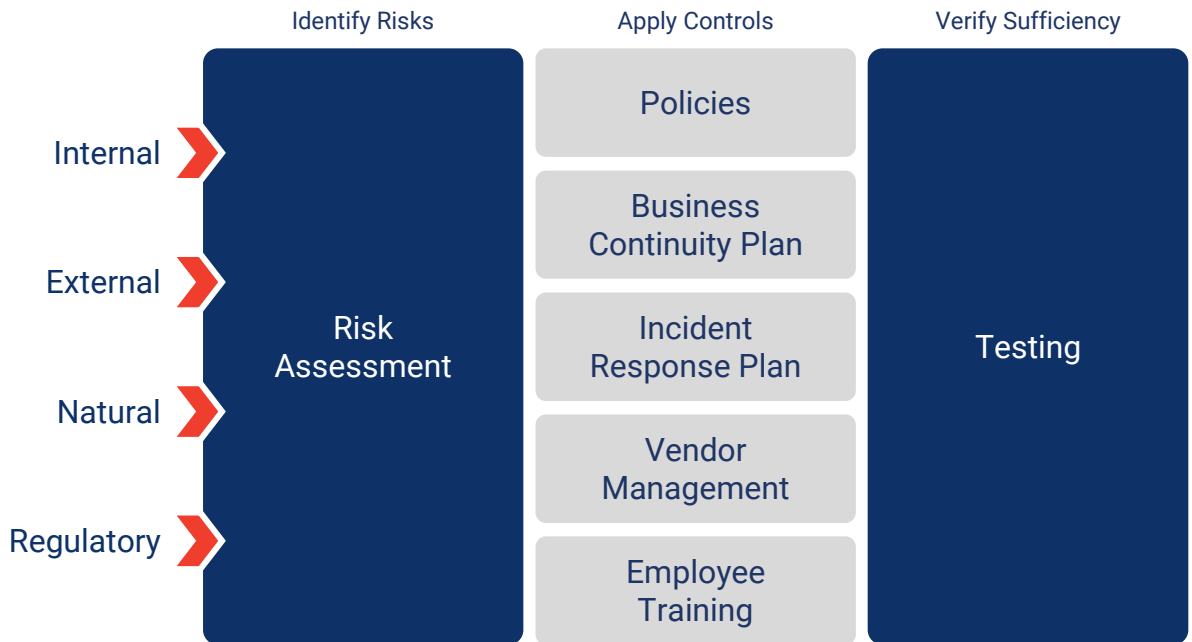 Identify Risks
Apply Controls
Verify Sufficiency
Internal
External
Natural
Regulatory
Risk
Assessment
Policies
Business
Continuity Plan
Incident
Response Plan
Vendor
Management
Employee
Training
Testing